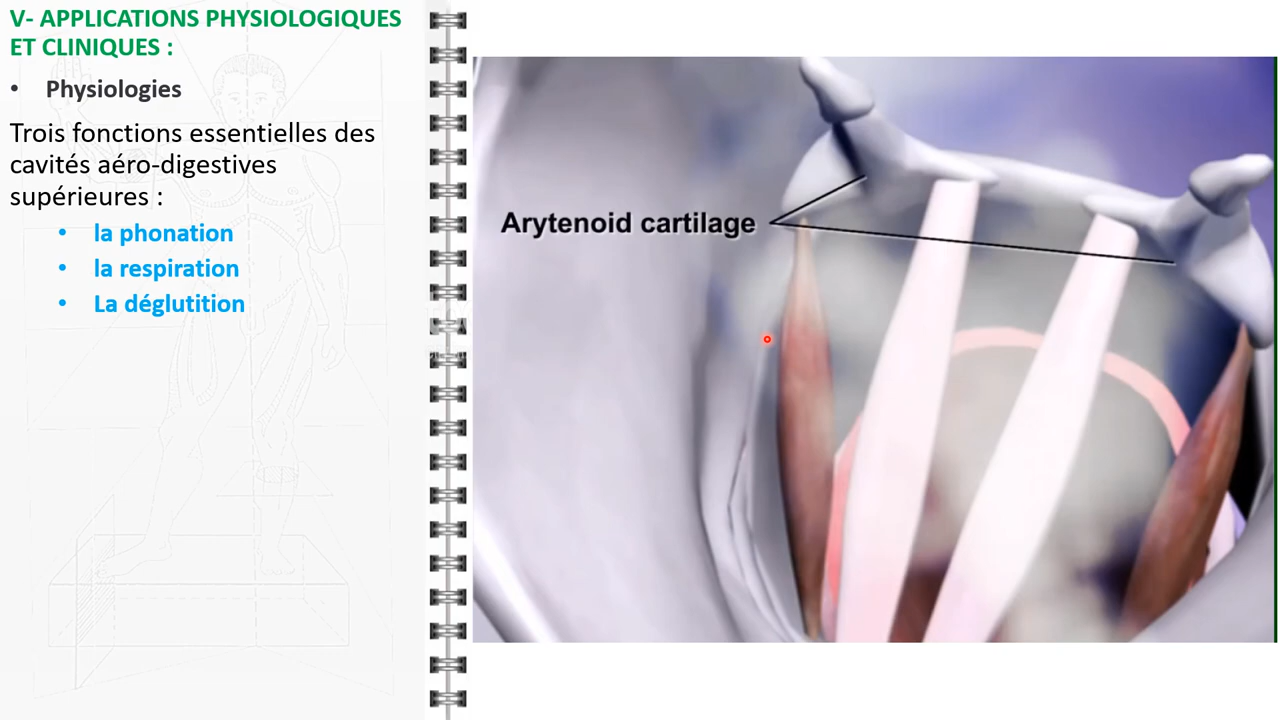 V- APPLICATIONS PHYSIOLOGIQUES
ET CLINIQUES :
• Physiologies
Trois fonctions essentielles des
cavités aéro-digestives
supérieures :
• la phonation
• la respiration
• La déglutition
Arytenoid cartilage